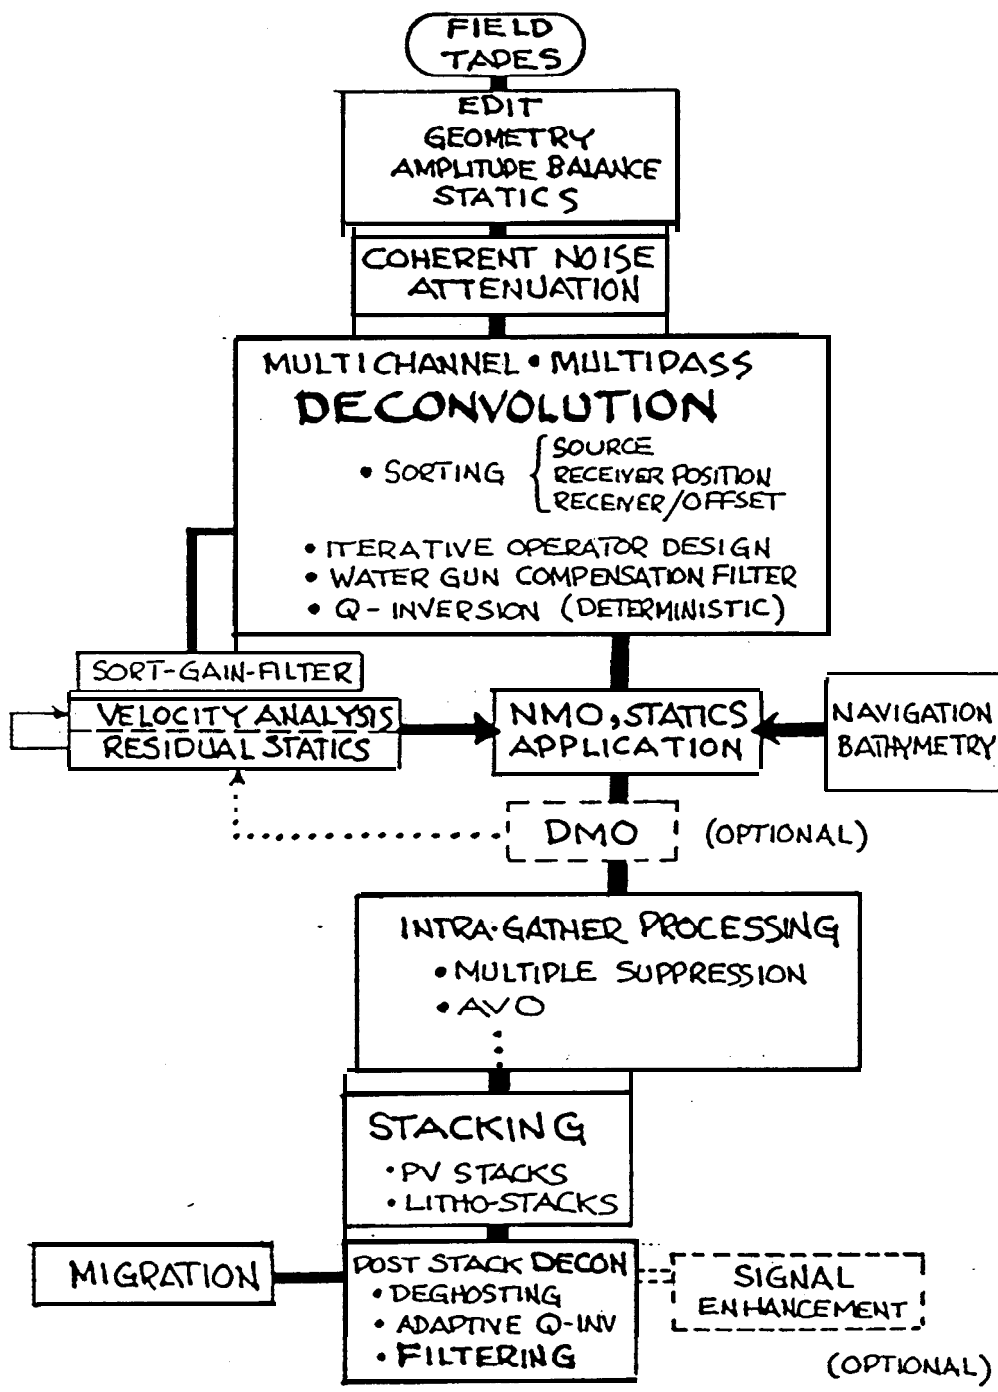 FIELD
TAPES
EDIT
GEOMETRY
AMPLITUDE BALANCE
STATICS
COHERENT NOISE
ATTENUATION
MULTICHANNEL • MULTIPASS
DECONVOLUTION
• SORTING
SOURCE
RECEIVER POSITION
RECEIVER/OFFSET
• ITERATIVE OPERATOR DESIGN
• WATER GUN COMPENSATION FILTER
• Q-INVERSION (DETERMINISTIC)
SORT-GAIN-FILTER
VELOCITY ANALYSIS
RESIDUAL STATICS
NMO, STATICS
APPLICATION
NAVIGATION
BATHYMETRY
DMO
(OPTIONAL)
INTRA-GATHER PROCESSING
• MULTIPLE SUPPRESSION
• AVO
STACKING
• PV STACKS
• LITHO-STACKS
MIGRATION
POST STACK DECON
• DEGHOSTING
• ADAPTIVE Q-INV
• FILTERING
SIGNAL
ENHANCEMENT
(OPTIONAL)